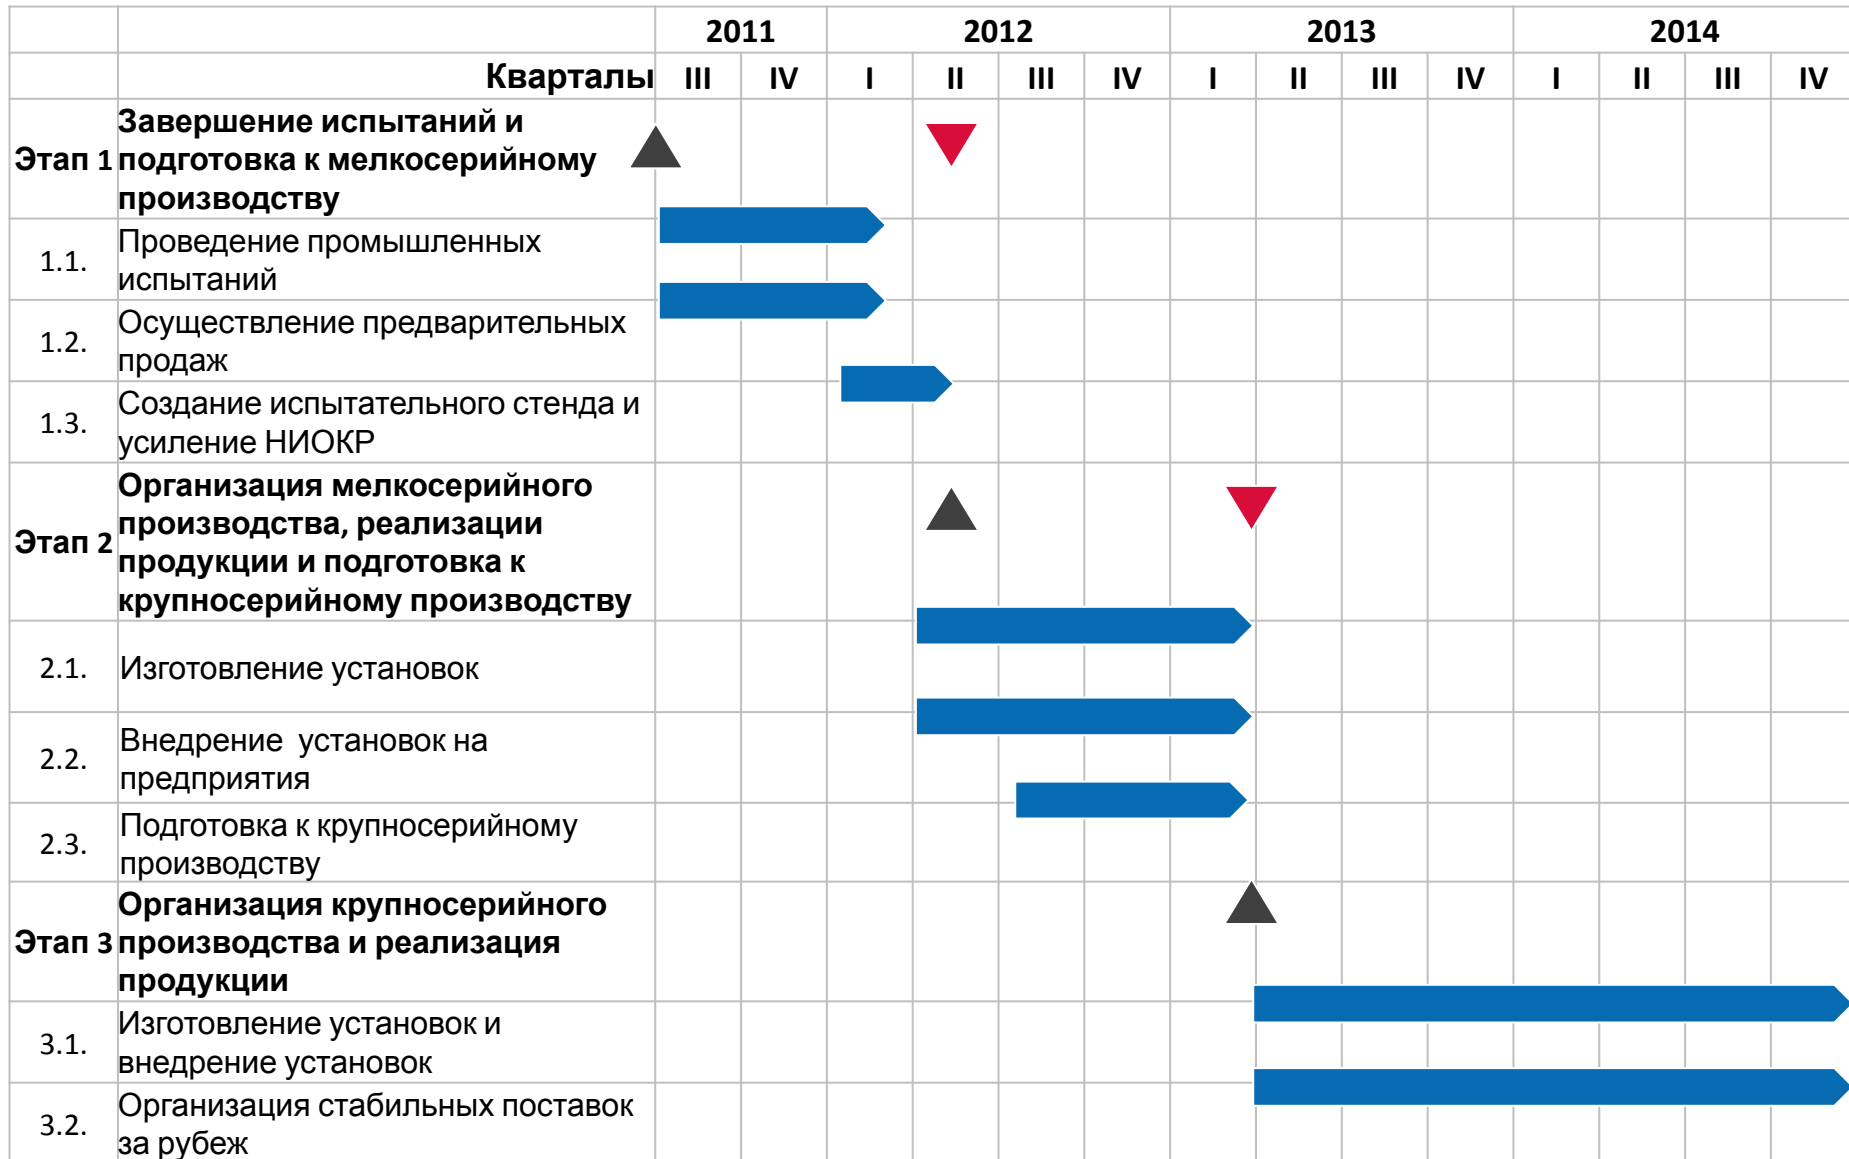 2011 2012 2013 2014
Кварталы III IV I II III IV I II III IV I II III IV
Завершение испытаний и
Этап 1 подготовка к мелкосерийному
производству
1.1. Проведение промышленных
испытаний
1.2. Осуществление предварительных
продаж
1.3. Создание испытательного стенда и
усиление НИОКР
Организация мелкосерийного
производства, реализации
Этап 2
продукции и подготовка к
крупносерийному производству
2.1. Изготовление установок
2.2. Внедрение установок на
предприятия
2.3. Подготовка к крупносерийному
производству
Организация крупносерийного
Этап 3 производства и реализация
продукции
3.1. Изготовление установок и
внедрение установок
3.2. Организация стабильных поставок
за рубеж